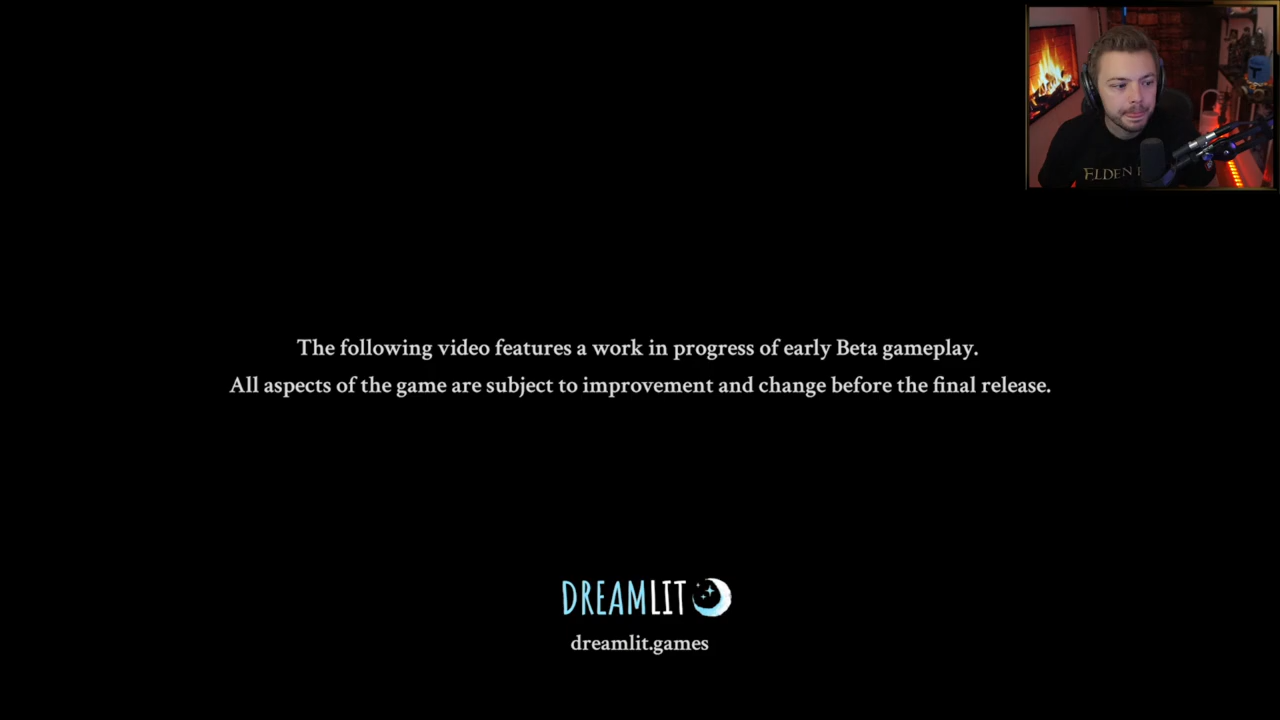 ELDEN
The following video features a work in progress of early Beta gameplay.
All aspects of the game are subject to improvement and change before the final release.
DREAMLIT
dreamlit.games